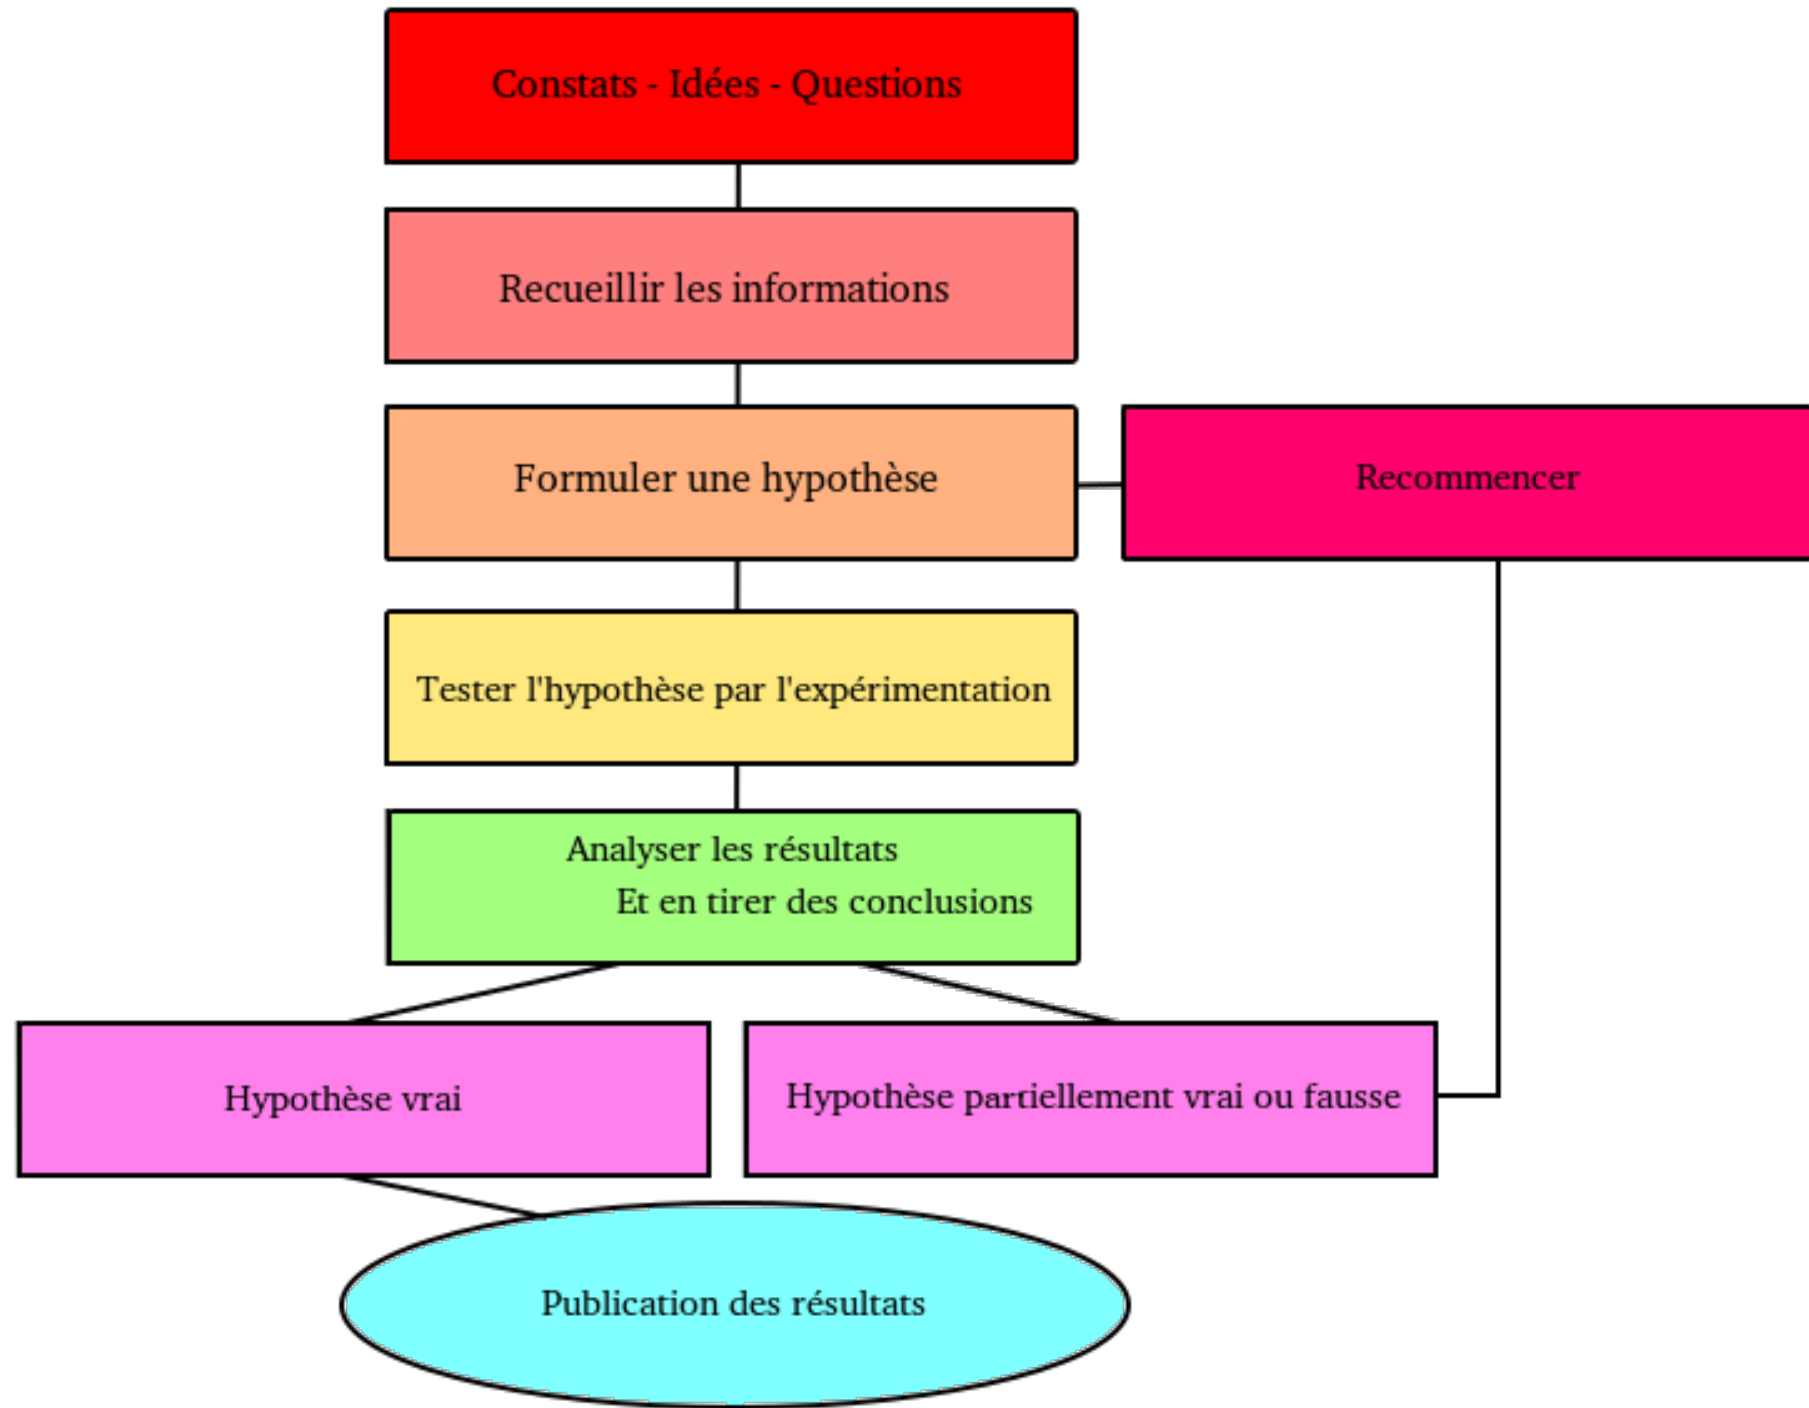 Constats - Idées - Questions
Recueillir les informations
Formuler une hypothèse
Recommencer
Tester l'hypothèse par l'expérimentation
Analyser les résultats
Et en tirer des conclusions
Hypothèse vrai
Hypothèse partiellement vrai ou fausse
Publication des résultats